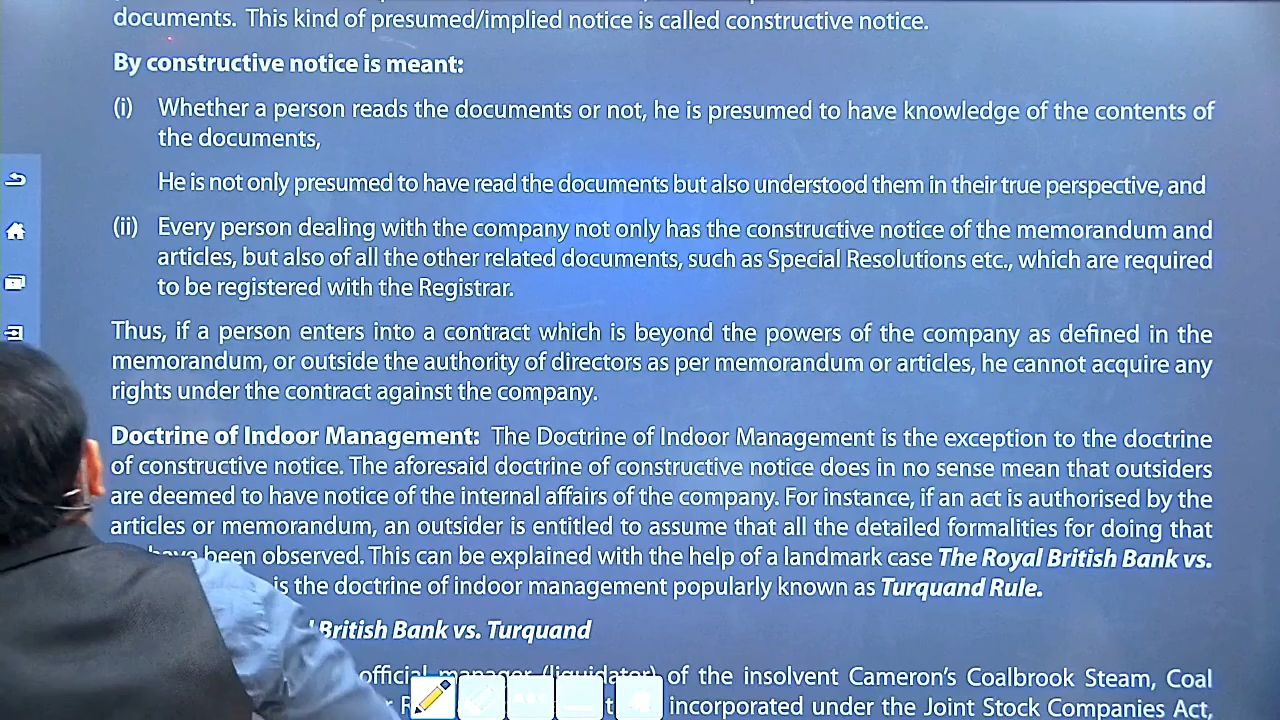 documents. This kind of presumed/implied notice is called constructive notice.
By constructive notice is meant:
(i) Whether a person reads the documents or not, he is presumed to have knowledge of the contents of
the documents,
He is not only presumed to have read the documents but also understood them in their true perspective, and
(ii) Every person dealing with the company not only has the constructive notice of the memorandum and
articles, but also of all the other related documents, such as Special Resolutions etc., which are required
to be registered with the Registrar.
Thus, if a person enters into a contract which is beyond the powers of the company as defined in the
memorandum, or outside the authority of directors as per memorandum or articles, he cannot acquire any
rights under the contract against the company.
Doctrine of Indoor Management: The Doctrine of Indoor Management is the exception to the doctrine
of constructive notice. The aforesaid doctrine of constructive notice does in no sense mean that outsiders
are deemed to have notice of the internal affairs of the company. For instance, if an act is authorised by the
articles or memorandum, an outsider is entitled to assume that all the detailed formalities for doing that
have been observed. This can be explained with the help of a landmark case The Royal British Bank vs.
is the doctrine of indoor management popularly known as Turquand Rule.
British Bank vs. Turquand
official manager (liquidator) of the insolvent Cameron's Coalbrook Steam, Coal
incorporated under the Joint Stock Companies Act,